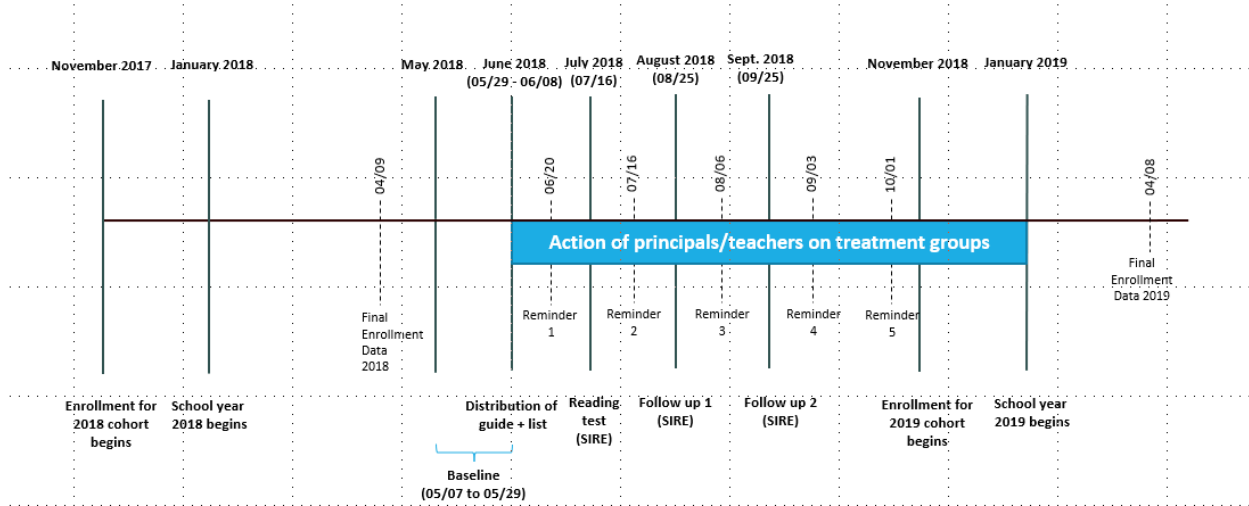 November 2017
January 2018
May 2018
June 2018
(05/29 - 06/08)
July 2018
(07/16)
August 2018
(08/25)
Sept. 2018
(09/25)
November 2018
January 2019
04/09
06/20
07/16
08/06
09/03
10/01
04/08
Action of principals/teachers on treatment groups
Final
Enrollment
Data
2018
Reminder
1
Reminder
2
Reminder
3
Reminder
4
Reminder
5
Final
Enrollment
Data 2019
Enrollment for
2018 cohort
begins
School year
2018 begins
Distribution of
guide + list
Reading
test
(SIRE)
Follow up 1
(SIRE)
Follow up 2
(SIRE)
Enrollment for
2019 cohort
begins
School year
2019 begins
Baseline
(05/07 to 05/29)